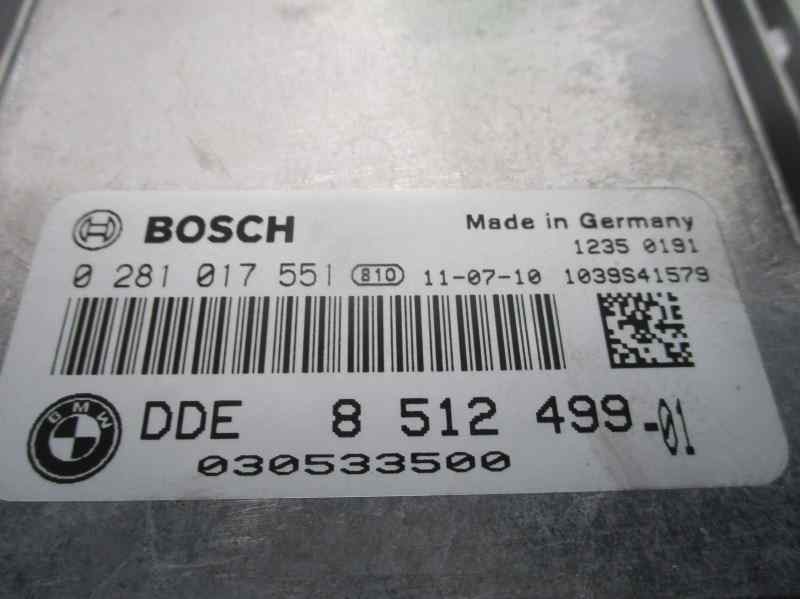 BOSCH Made in Germany
1235 0191
0 281 017 551 810 11-07-10 1039S41579
BMW DDE 8 512 499-01
030533500